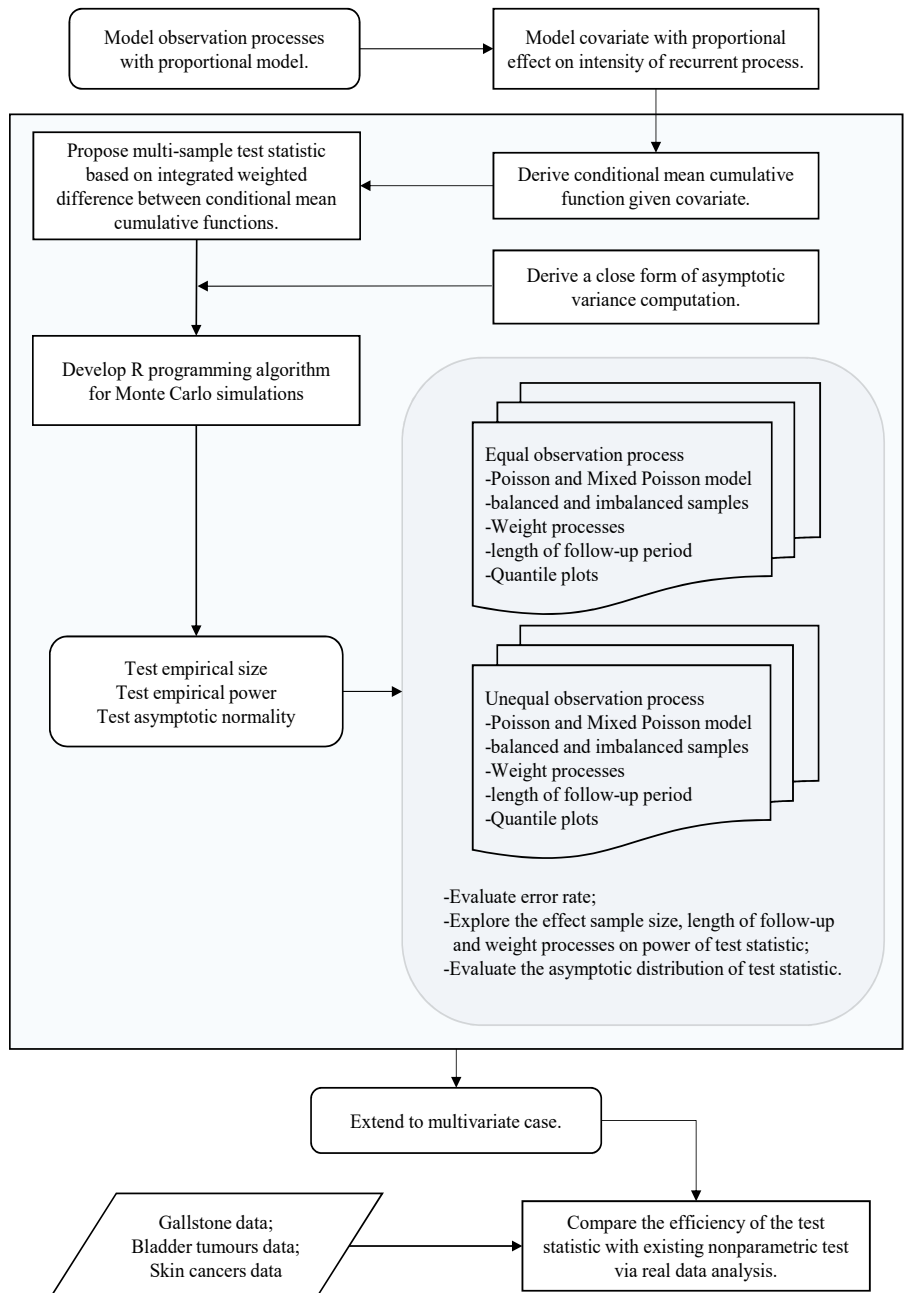 Model observation processes
with proportional model.
Model covariate with proportional
effect on intensity of recurrent process.
Propose multi-sample test statistic
based on integrated weighted
difference between conditional mean
cumulative functions.
Derive conditional mean cumulative
function given covariate.
Derive a close form of asymptotic
variance computation.
Develop R programming algorithm
for Monte Carlo simulations
Equal observation process
-Poisson and Mixed Poisson model
-balanced and imbalanced samples
-Weight processes
-length of follow-up period
-Quantile plots
Test empirical size
Test empirical power
Test asymptotic normality
Unequal observation process
-Poisson and Mixed Poisson model
-balanced and imbalanced samples
-Weight processes
-length of follow-up period
-Quantile plots
-Evaluate error rate;
-Explore the effect sample size, length of follow-up
and weight processes on power of test statistic;
-Evaluate the asymptotic distribution of test statistic.
Extend to multivariate case.
Gallstone data;
Bladder tumours data;
Skin cancers data
Compare the efficiency of the test
statistic with existing nonparametric test
via real data analysis.